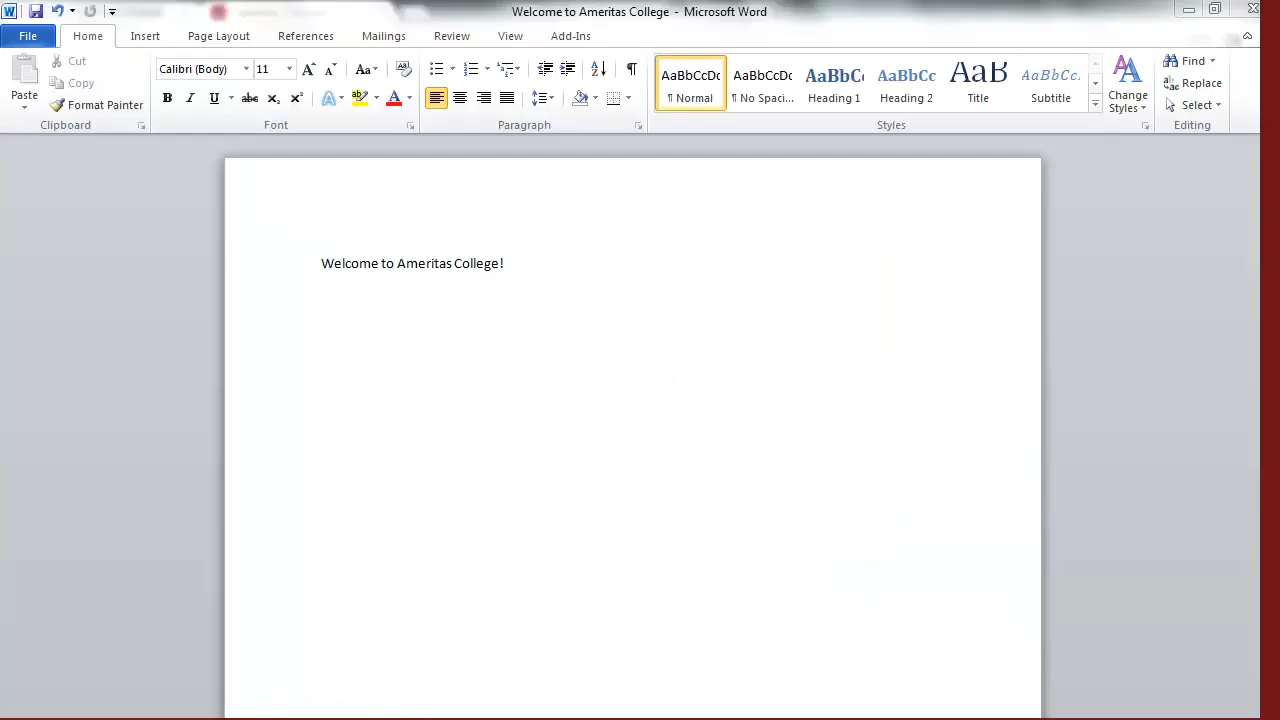 Welcome to Ameritas College - Microsoft Word
File Home Insert Page Layout References Mailings Review View Add-Ins
Paste
Cut
Copy
Format Painter
Clipboard
Calibri (Body) 11
Font
Paragraph
AaBbCcDc AaBbCcDc AaBbCc AaBbCc AaB AaBbCc.
¶ Normal ¶ No Spaci... Heading 1 Heading 2 Title Subtitle
Change Styles
Styles
Find
Replace
Select
Editing
Welcome to Ameritas College!